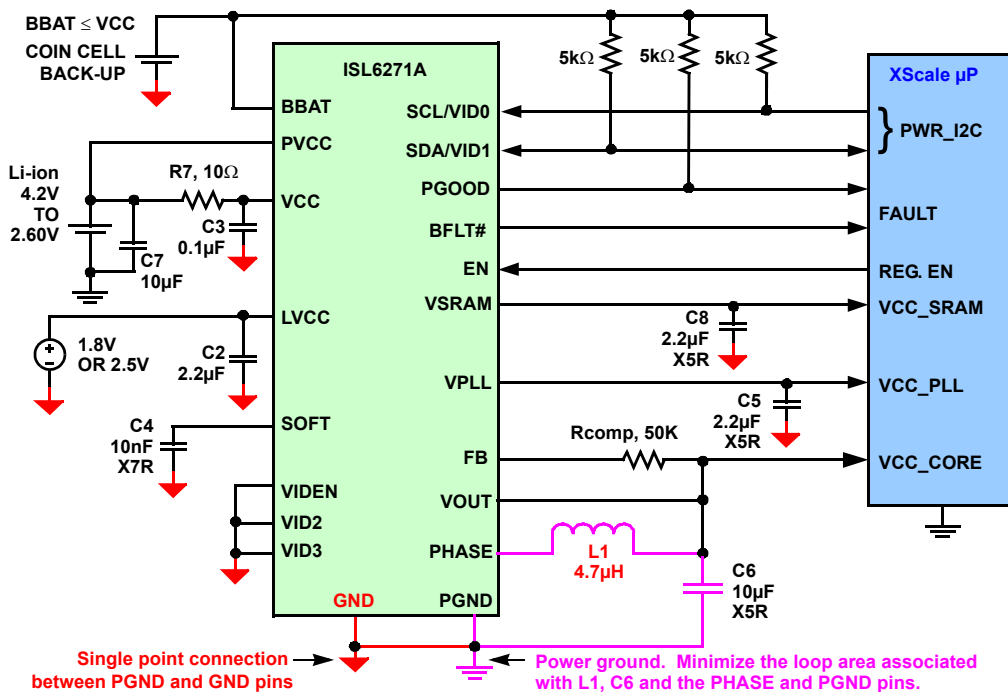 BBAT ≤ VCC
COIN CELL
BACK-UP
ISL6271A
5kΩ
5kΩ
5kΩ
XScale µP
BBAT
SCL/VID0
PWR_I2C
}
PVCC
SDA/VID1
Li-ion
4.2V
TO
2.60V
R7, 10Ω
VCC
PGOOD
FAULT
C3
0.1µF
BFLT#
C7
10µF
EN
REG. EN
VSRAM
VCC_SRAM
LVCC
C8
2.2µF
X5R
+
−
1.8V
OR 2.5V
C2
2.2µF
VPLL
VCC_PLL
C5
2.2µF
X5R
C4
10nF
X7R
SOFT
Rcomp, 50K
FB
VCC_CORE
VIDEN
VOUT
VID2
VID3
PHASE
L1
4.7µH
C6
10µF
X5R
GND
PGND
Single point connection
between PGND and GND pins
Power ground. Minimize the loop area associated
with L1, C6 and the PHASE and PGND pins.